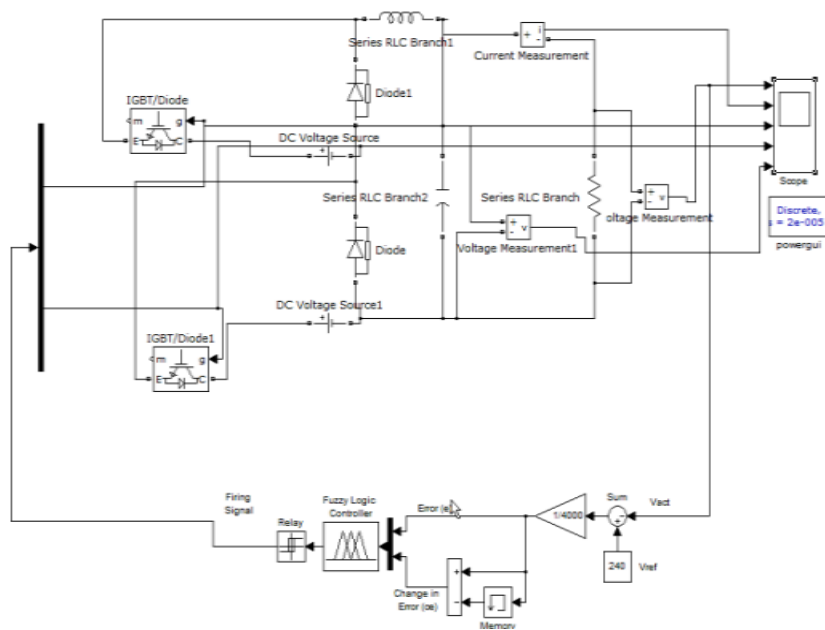 Series RLC Branch1
+
-
i
Current Measurement
IGBT/Diode
m
g
E
C
Diode1
DC Voltage Source
+
Scope
Series RLC Branch2
Series RLC Branch
+
-
v
oltage Measurement
Discrete,
s = 2e-005
powergui
Diode
+
-
v
Voltage Measurement1
DC Voltage Source1
+
IGBT/Diode1
m
g
E
C
Firing
Signal
Relay
Fuzzy Logic
Controller
Error (e)
1/4000
Sum
-
+
Vact
240
Vref
+
-
Change in
Error (oe)
Memory